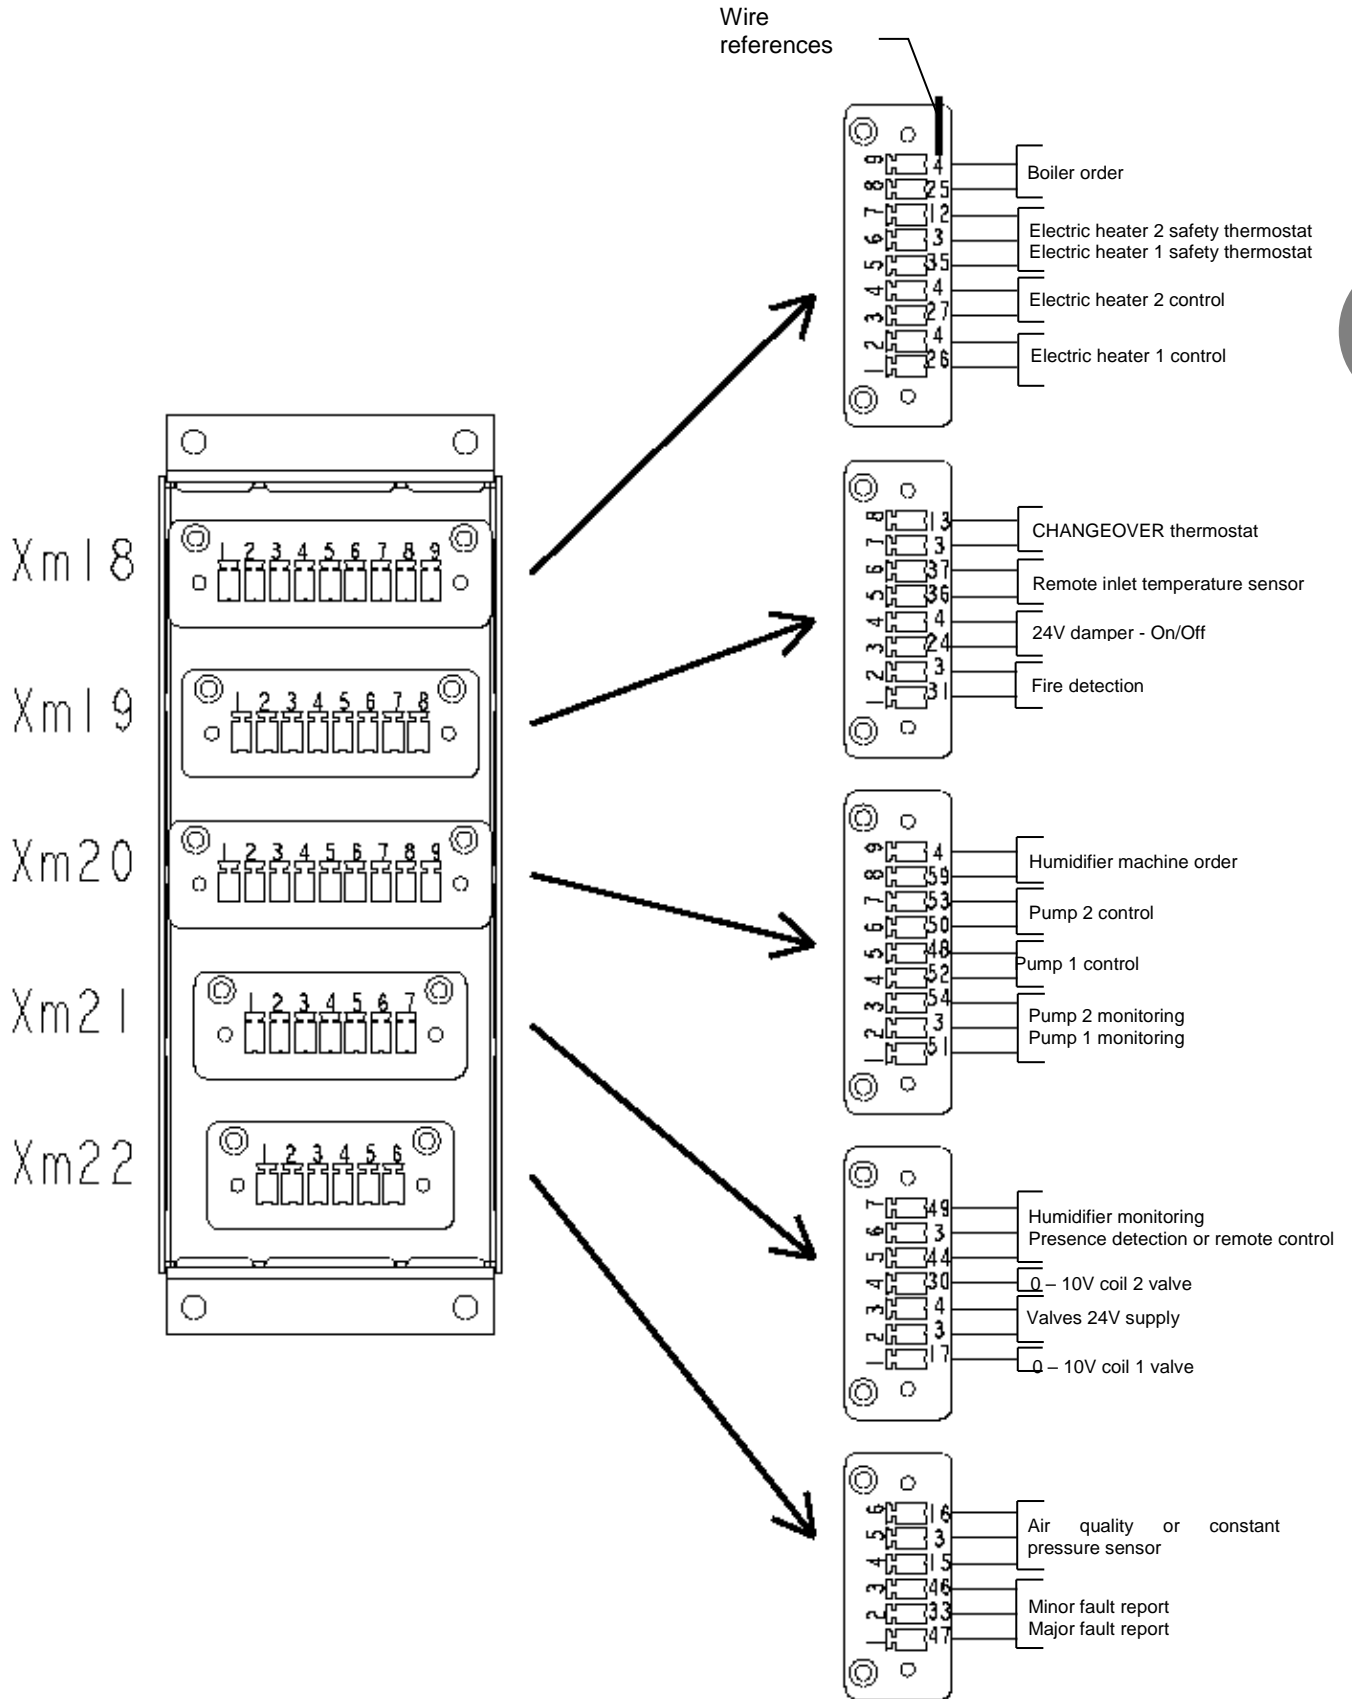 Wire
references
9 4
8 25
Boiler order
7 12
6 3
5 35
Electric heater 2 safety thermostat
Electric heater 1 safety thermostat
4 4
3 27
Electric heater 2 control
2 4
1 26
Electric heater 1 control
Xm18
1 2 3 4 5 6 7 8 9
8 13
7 3
CHANGEOVER thermostat
6 37
5 36
Remote inlet temperature sensor
4 4
3 24
24V damper - On/Off
2 3
1 31
Fire detection
Xm19
1 2 3 4 5 6 7 8
Xm20
1 2 3 4 5 6 7 8 9
9 4
8 59
Humidifier machine order
7 53
6 50
Pump 2 control
5 48
4 52
Pump 1 control
3 54
2 3
1 51
Pump 2 monitoring
Pump 1 monitoring
Xm21
1 2 3 4 5 6 7
Xm22
1 2 3 4 5 6
7 49
6 3
5 44
Humidifier monitoring
Presence detection or remote control
4 30
0 – 10V coil 2 valve
3 4
2 3
Valves 24V supply
1 17
0 – 10V coil 1 valve
6 16
5 3
4 15
Air quality or constant
pressure sensor
3 46
2 33
1 47
Minor fault report
Major fault report